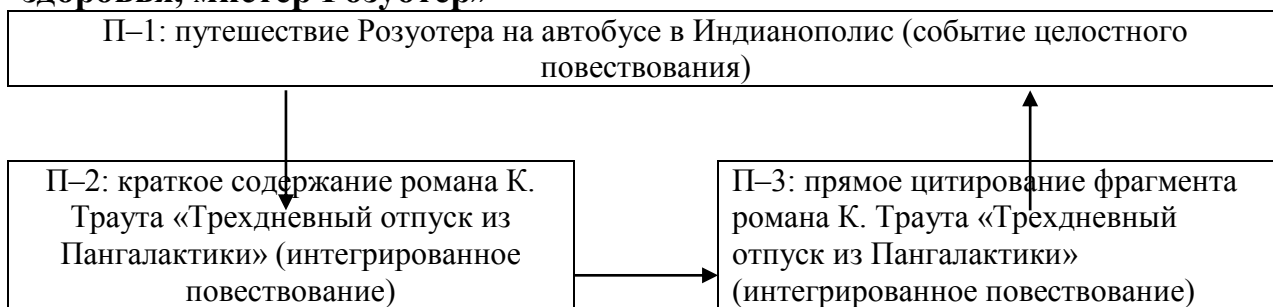 здоровья, мистер Розуотер»
П–1: путешествие Розуотера на автобусе в Индианополис (событие целостного
повествования)
П–2: краткое содержание романа К.
Траута «Трехдневный отпуск из
Пангалактики» (интегрированное
повествование)
П–3: прямое цитирование фрагмента
романа К. Траута «Трехдневный
отпуск из Пангалактики»
(интегрированное повествование)